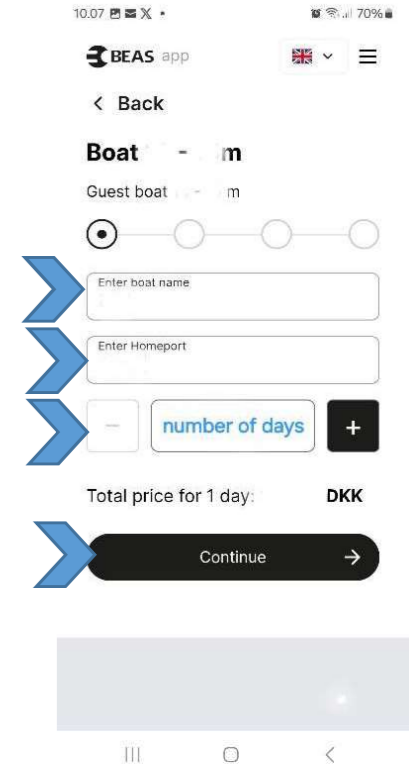 10.07 70%
BEAS app
< Back
Boat - m
Guest boat - m
Enter boat name
Enter Homeport
− number of days +
Total price for 1 day: DKK
Continue →